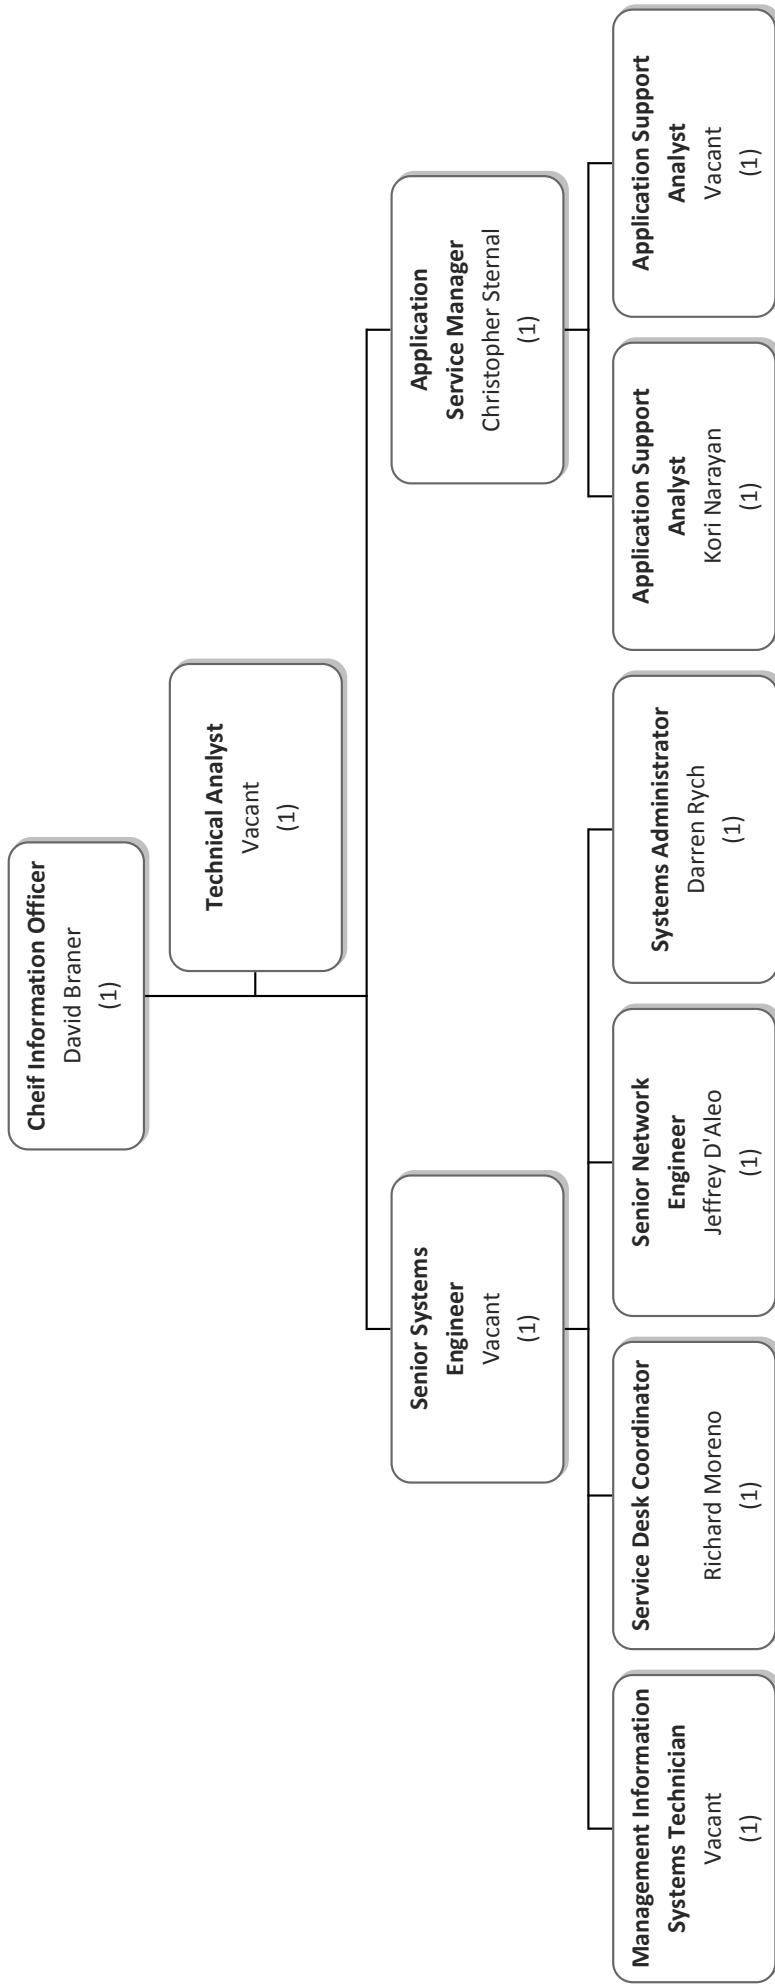 Cheif Information Officer
David Braner
(1)
Technical Analyst
Vacant
(1)
Senior Systems
Engineer
Vacant
(1)
Application
Service Manager
Christopher Sternal
(1)
Management Information
Systems Technician
Vacant
(1)
Service Desk Coordinator
Richard Moreno
(1)
Senior Network
Engineer
Jeffrey D'Aleo
(1)
Systems Administrator
Darren Rych
(1)
Application Support
Analyst
Kori Narayan
(1)
Application Support
Analyst
Vacant
(1)